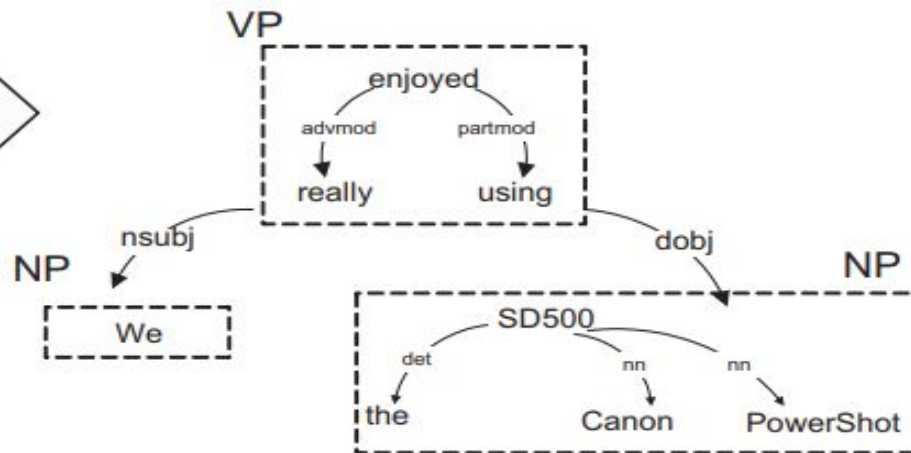 VP
enjoyed
advmod partmod
really using
nsubj dobj
NP NP
We
SD500
det nn nn
the Canon PowerShot